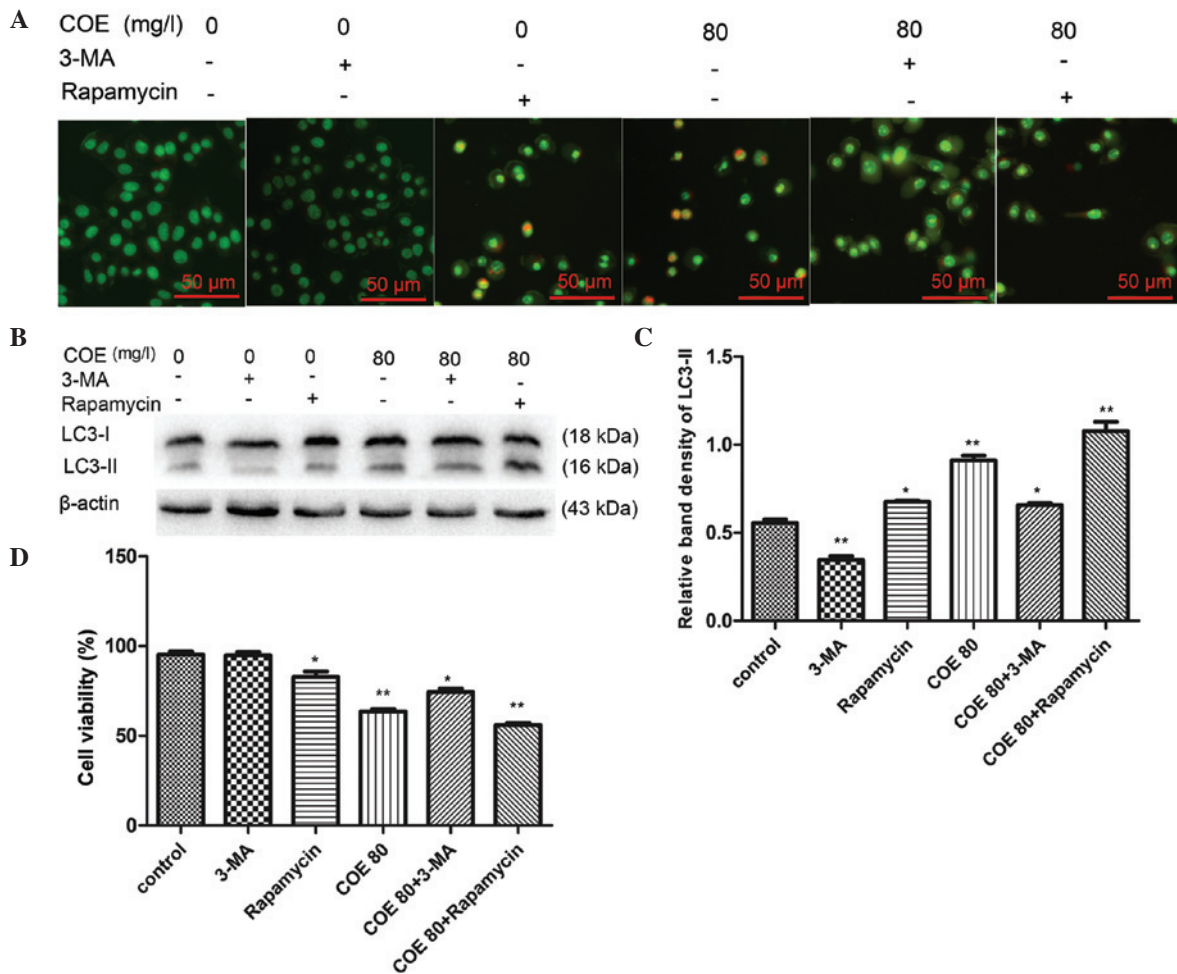 A
COE (mg/l) 0 0 0 80 80 80
3-MA - + - - + -
Rapamycin - - + - - +
50 μm 50 μm 50 μm 50 μm 50 μm 50 μm
B
COE (mg/l) 0 0 0 80 80 80
3-MA - + - - + -
Rapamycin - - + - - +
LC3-I (18 kDa)
LC3-II (16 kDa)
β-actin (43 kDa)
C
Relative band density of LC3-II
1.5
1.0
0.5
0.0
** * ** * **
control 3-MA Rapamycin COE 80 COE 80+3-MA COE 80+Rapamycin
D
Cell viability (%)
150
100
50
0
* ** * **
control 3-MA Rapamycin COE 80 COE 80+3-MA COE 80+Rapamycin